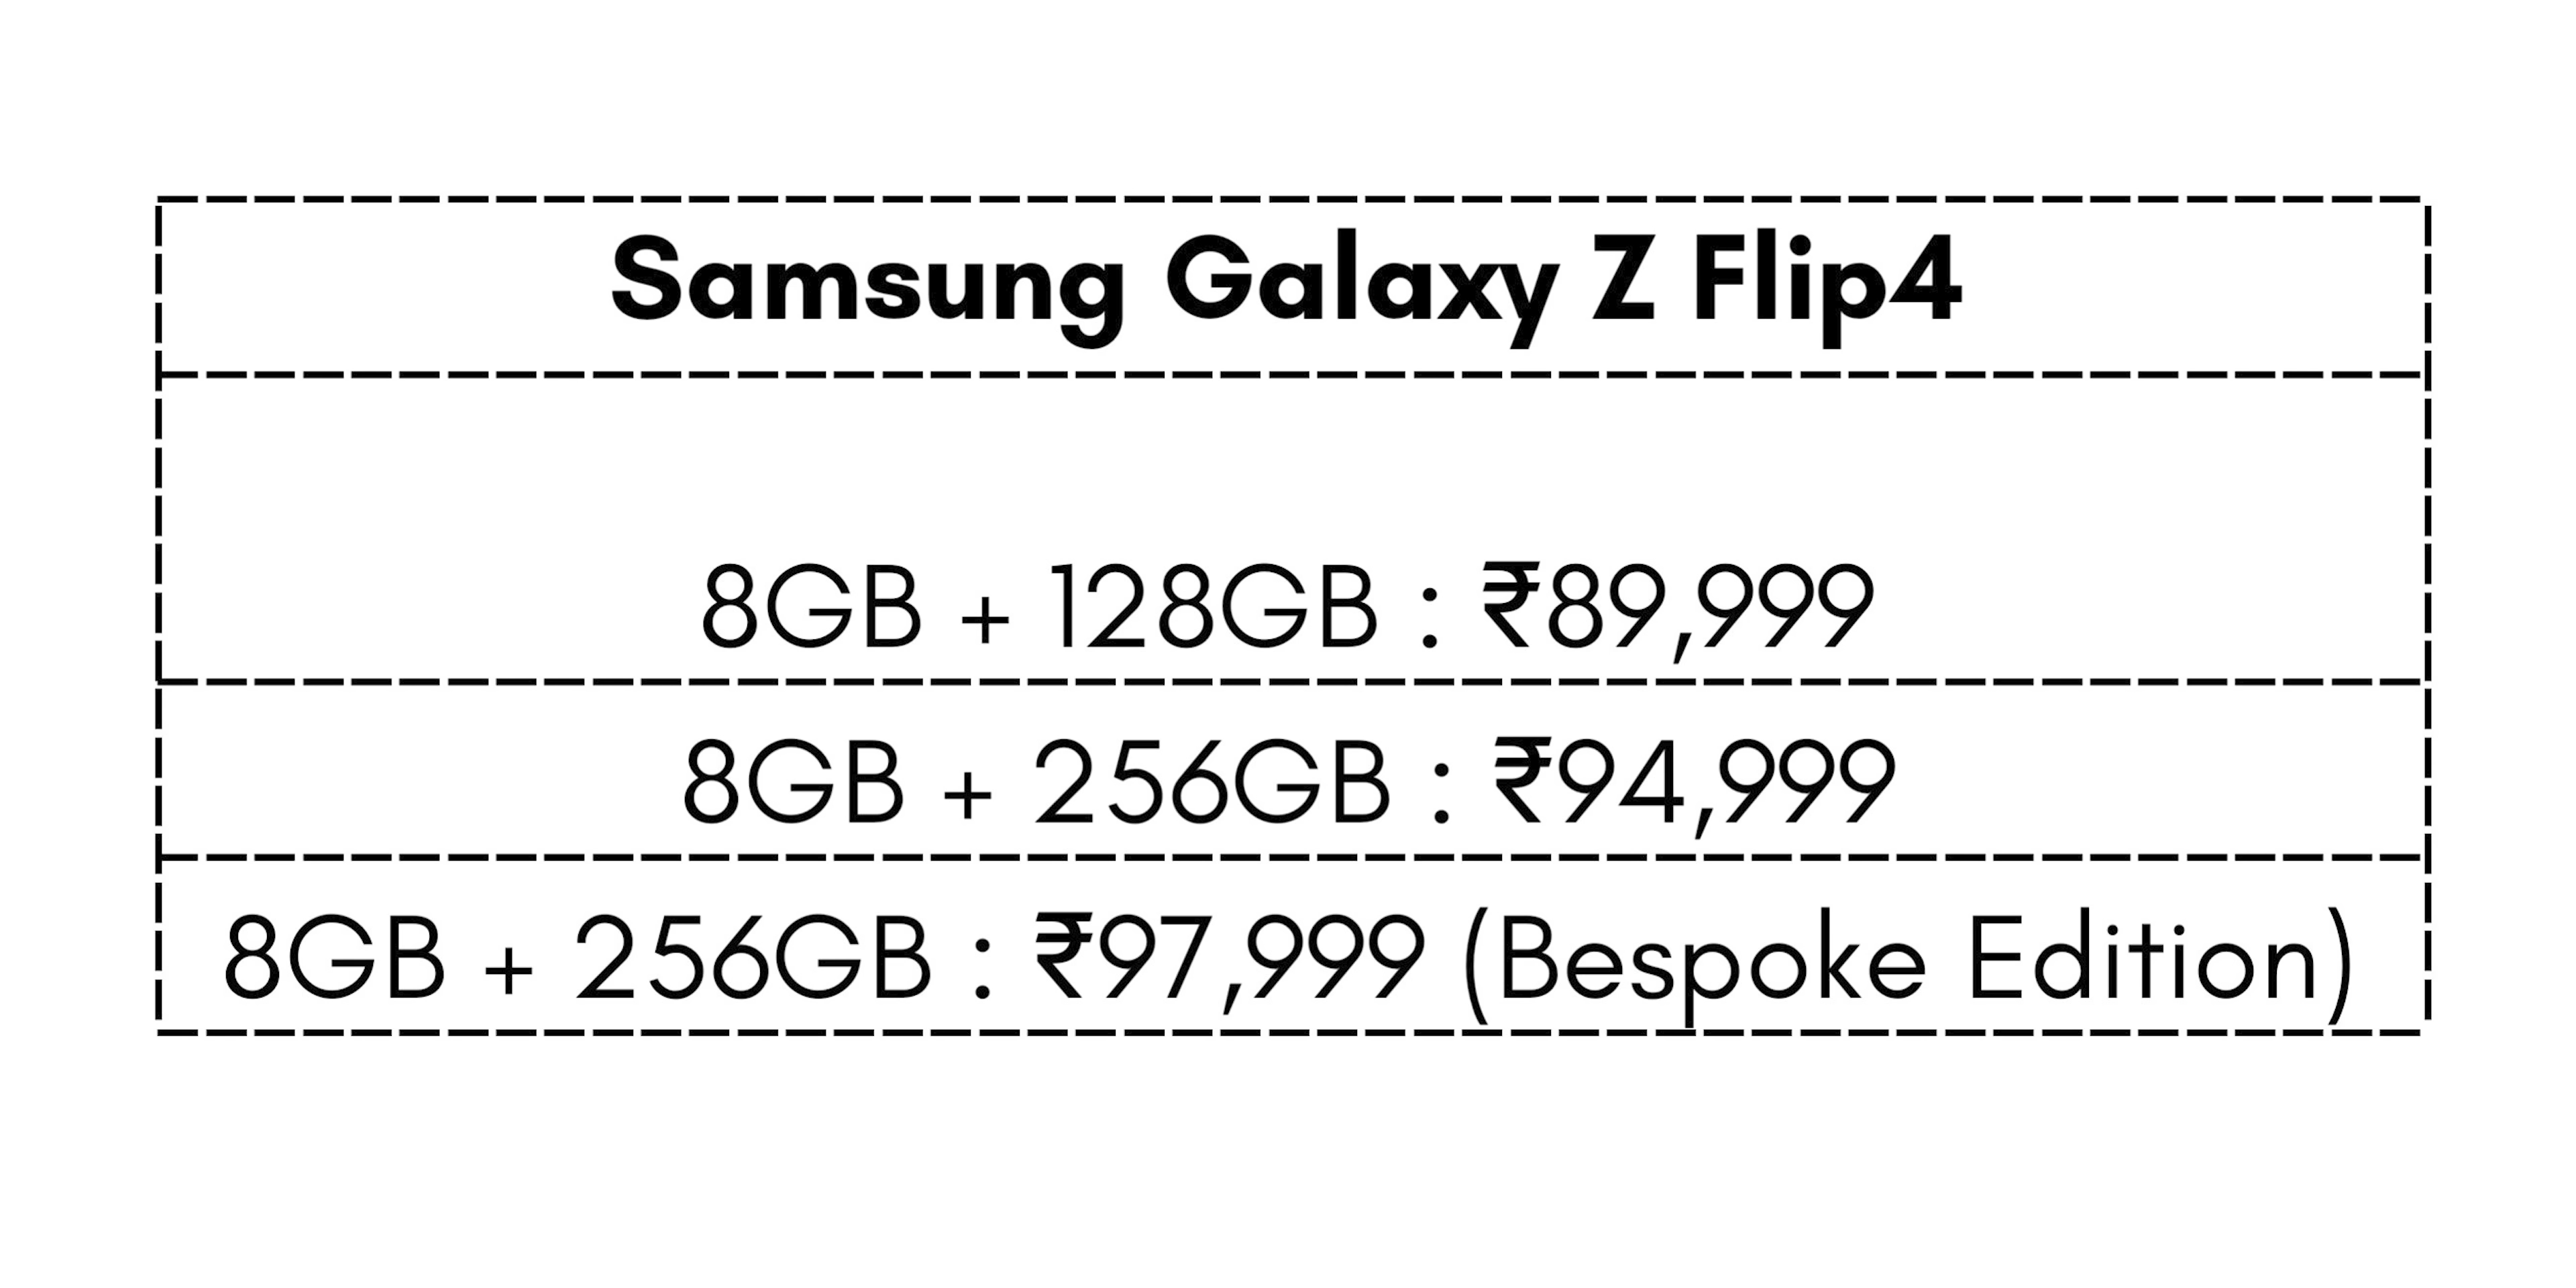 Samsung Galaxy Z Flip4
8GB + 128GB : ₹89,999
8GB + 256GB : ₹94,999
8GB + 256GB : ₹97,999 (Bespoke Edition)